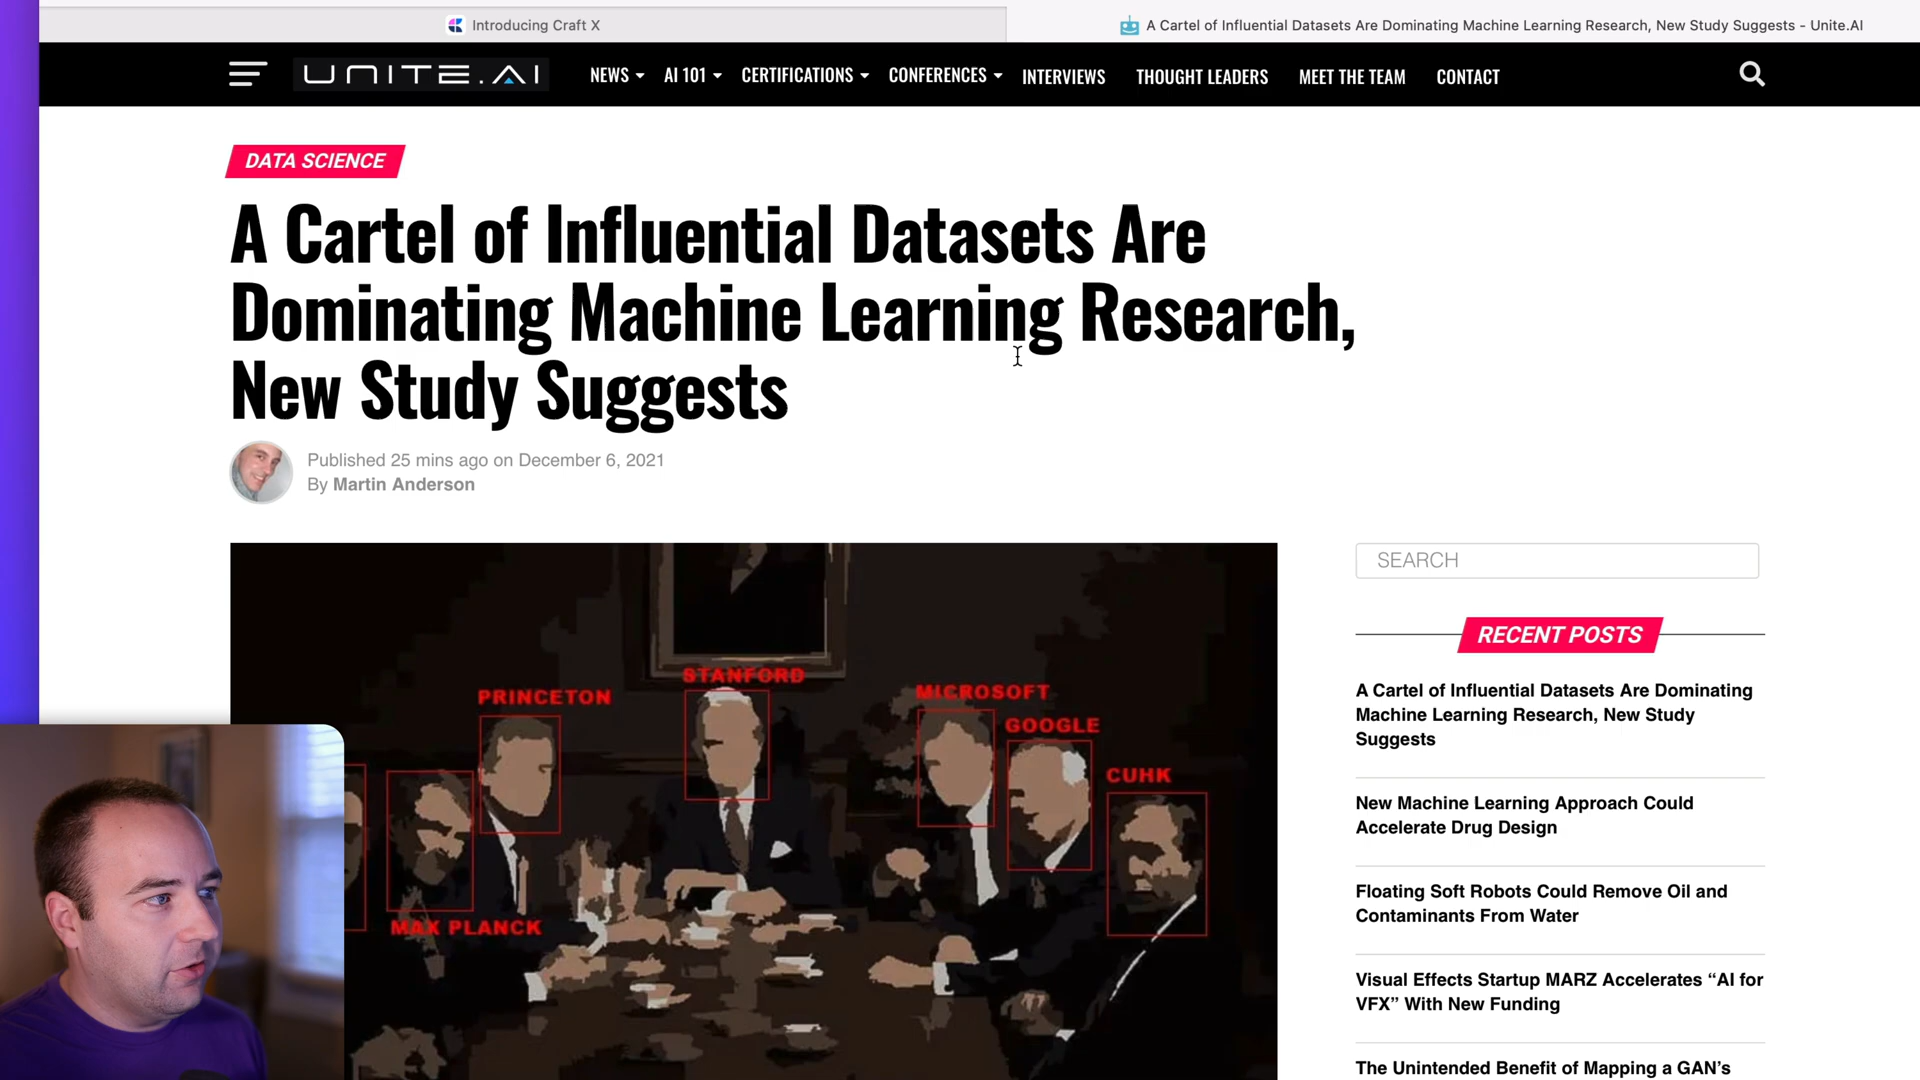 Introducing Craft X
A Cartel of Influential Datasets Are Dominating Machine Learning Research, New Study Suggests - Unite.AI
UNITE.AI
NEWS
AI 101
CERTIFICATIONS
CONFERENCES
INTERVIEWS
THOUGHT LEADERS
MEET THE TEAM
CONTACT
DATA SCIENCE
A Cartel of Influential Datasets Are
Dominating Machine Learning Research,
New Study Suggests
Published 25 mins ago on December 6, 2021
By Martin Anderson
STANFORD
PRINCETON
MICROSOFT
GOOGLE
CUHK
MAX PLANCK
SEARCH
RECENT POSTS
A Cartel of Influential Datasets Are Dominating
Machine Learning Research, New Study
Suggests
New Machine Learning Approach Could
Accelerate Drug Design
Floating Soft Robots Could Remove Oil and
Contaminants From Water
Visual Effects Startup MARZ Accelerates “AI for
VFX” With New Funding
The Unintended Benefit of Mapping a GAN’s